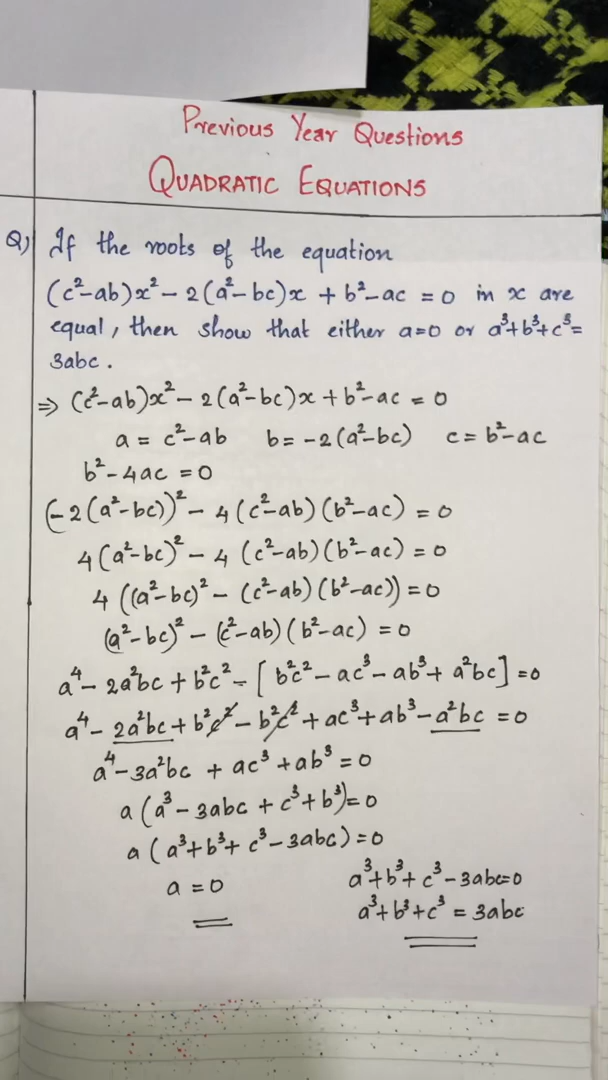 Previous Year Questions
QUADRATIC EQUATIONS
Q) If the roots of the equation
(c²-ab)x² - 2(a²-bc)x + b²-ac = 0 in x are
equal, then show that either a=0 or a³+b³+c³=
3abc.
⇒ (c²-ab)x² - 2(a²-bc)x + b²-ac = 0
a = c²-ab b = -2(a²-bc) c = b²-ac
b²-4ac = 0
(-2(a²-bc))² - 4(c²-ab)(b²-ac) = 0
4(a²-bc)² - 4(c²-ab)(b²-ac) = 0
4((a²-bc)² - (c²-ab)(b²-ac)) = 0
(a²-bc)² - (c²-ab)(b²-ac) = 0
a⁴ - 2a²bc + b²c² - [b²c² - ac³ - ab³ + a²bc] = 0
a⁴ - 2a²bc + b²c² - b²c² + ac³ + ab³ - a²bc = 0
a⁴ - 3a²bc + ac³ + ab³ = 0
a(a³ - 3abc + c³ + b³) = 0
a(a³+b³+c³-3abc) = 0
a = 0 a³+b³+c³-3abc=0
a³+b³+c³ = 3abc